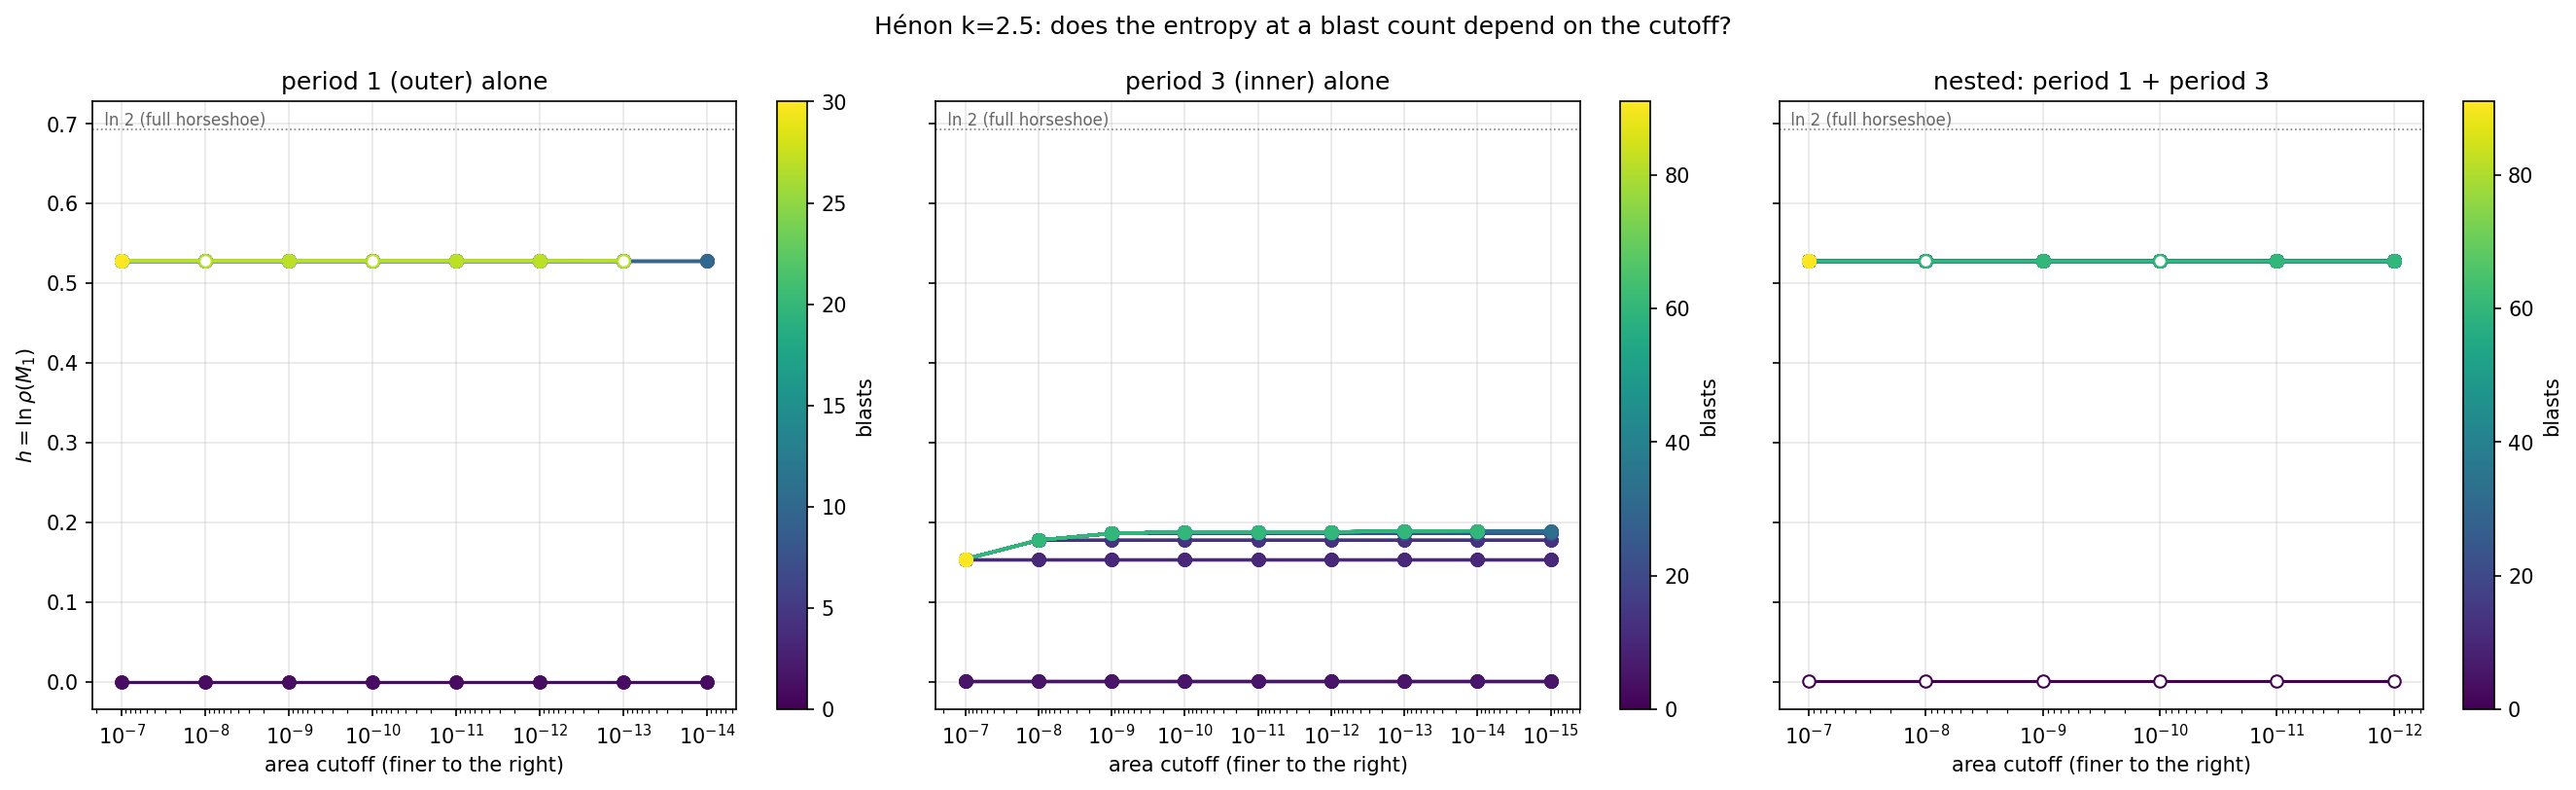 Hénon k=2.5: does the entropy at a blast count depend on the cutoff?
period 1 (outer) alone
ln 2 (full horseshoe)
0.7
0.6
0.5
0.4
0.3
0.2
0.1
0.0
h = ln ρ(M₁)
10⁻⁷ 10⁻⁸ 10⁻⁹ 10⁻¹⁰ 10⁻¹¹ 10⁻¹² 10⁻¹³ 10⁻¹⁴
area cutoff (finer to the right)
30
25
20
15
10
5
0
blasts
period 3 (inner) alone
ln 2 (full horseshoe)
10⁻⁷ 10⁻⁸ 10⁻⁹ 10⁻¹⁰ 10⁻¹¹ 10⁻¹² 10⁻¹³ 10⁻¹⁴ 10⁻¹⁵
area cutoff (finer to the right)
80
60
40
20
0
blasts
nested: period 1 + period 3
ln 2 (full horseshoe)
10⁻⁷ 10⁻⁸ 10⁻⁹ 10⁻¹⁰ 10⁻¹¹ 10⁻¹²
area cutoff (finer to the right)
80
60
40
20
0
blasts